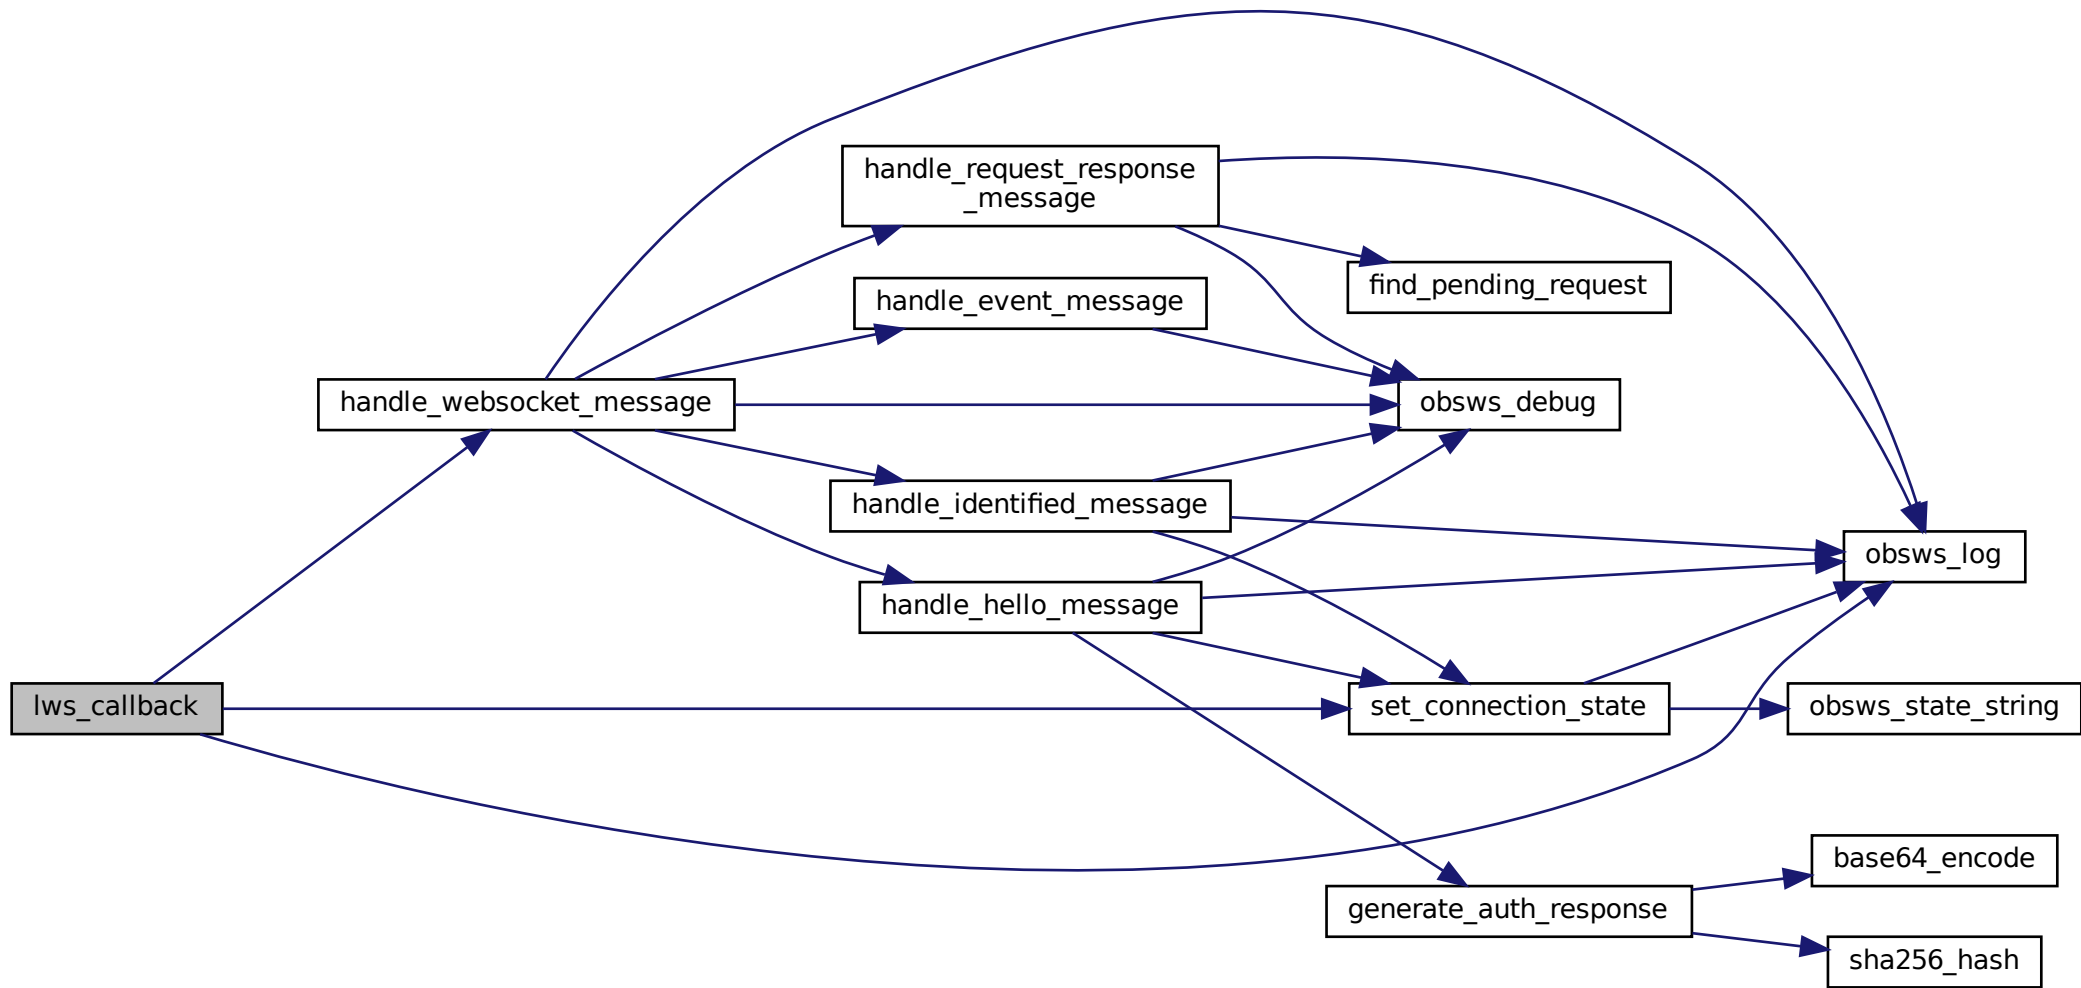 handle_request_response
_message
find_pending_request
handle_event_message
handle_websocket_message
obsws_debug
handle_identified_message
obsws_log
handle_hello_message
lws_callback
set_connection_state
obsws_state_string
base64_encode
generate_auth_response
sha256_hash